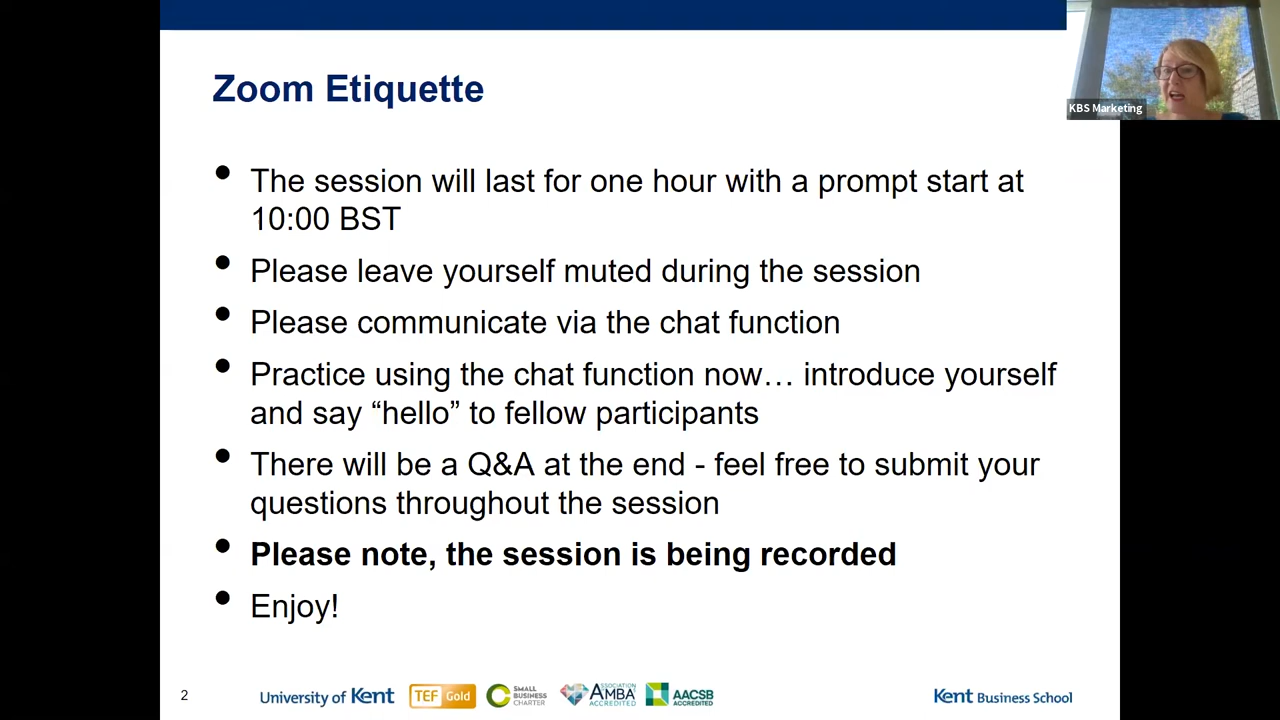 Zoom Etiquette
KBS Marketing
• The session will last for one hour with a prompt start at
10:00 BST
• Please leave yourself muted during the session
• Please communicate via the chat function
• Practice using the chat function now… introduce yourself
and say “hello” to fellow participants
• There will be a Q&A at the end - feel free to submit your
questions throughout the session
• Please note, the session is being recorded
• Enjoy!
2
University of Kent
TEF Gold
SMALL
BUSINESS
CHARTER
ASSOCIATION
AMBA
ACCREDITED
AACSB
ACCREDITED
Kent Business School